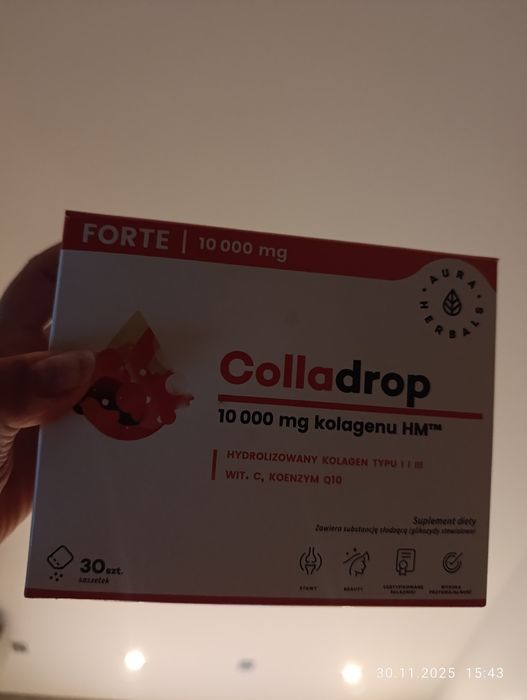 FORTE | 10 000 mg
AURA HERBALS
Colladrop
10 000 mg kolagenu HM™
HYDROLIZOWANY KOLAGEN TYPU I I III
WIT. C, KOENZYM Q10
Suplement diety
Zawiera substancję słodzącą (glikozydy stewiolowe)
30 szt.
saszetek
STAWY
BEAUTY
CERTYFIKOWANE
SKŁADNIKI
WYSOKA
PRZYSWAJALNOŚĆ
30.11.2025 15:43